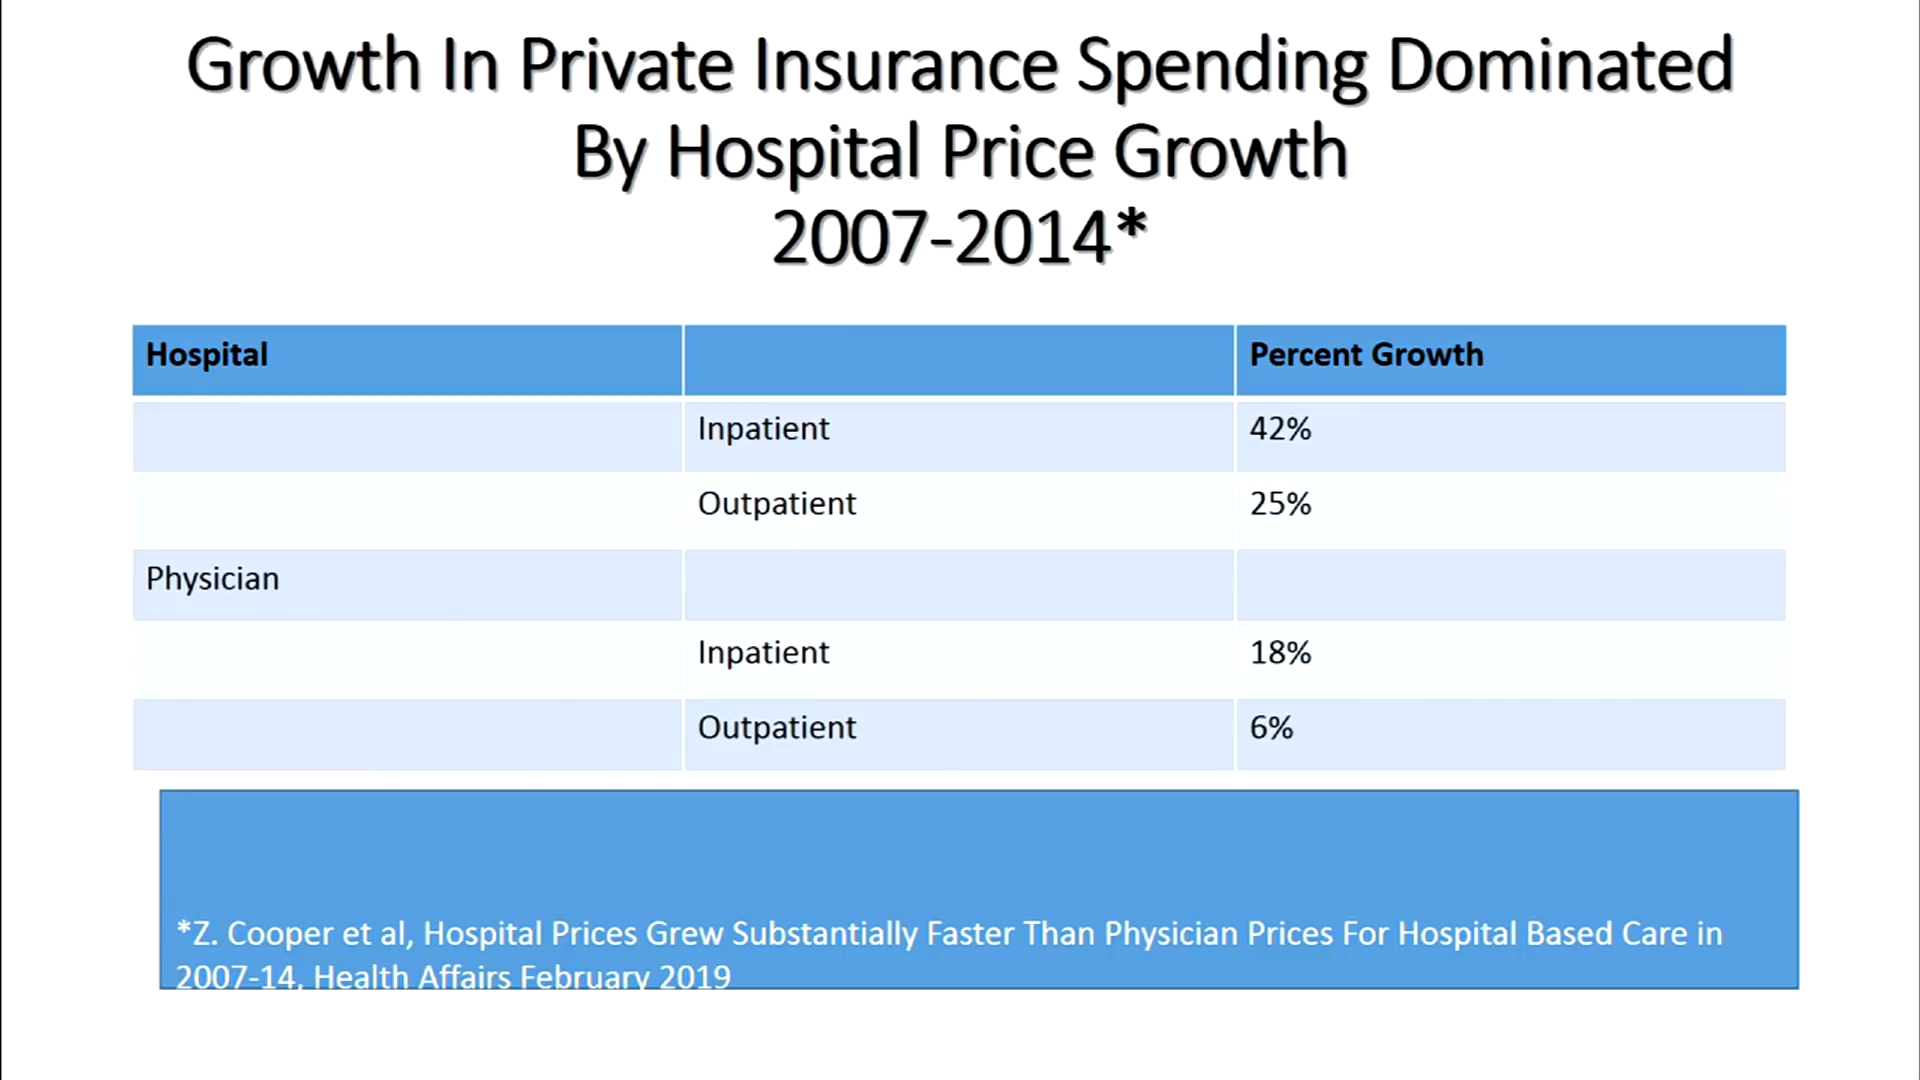 Growth In Private Insurance Spending Dominated
By Hospital Price Growth
2007-2014*
Hospital Percent Growth
Inpatient 42%
Outpatient 25%
Physician
Inpatient 18%
Outpatient 6%
*Z. Cooper et al, Hospital Prices Grew Substantially Faster Than Physician Prices For Hospital Based Care in
2007-14, Health Affairs February 2019